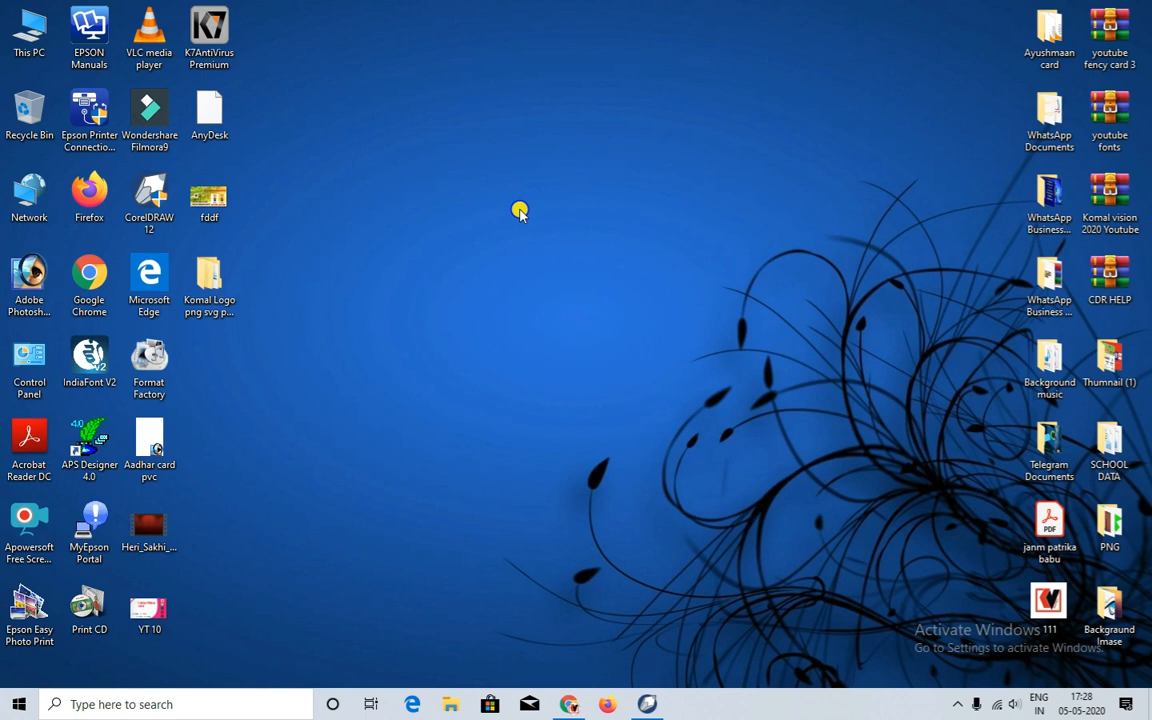 This PC
EPSON
Manuals
VLC media
player
K7AntiVirus
Premium
K7
Recycle Bin
Epson Printer
Connectio...
Wondershare
Filmora9
AnyDesk
Network
Firefox
CorelDRAW
12
fddf
Adobe
Photosh...
Google
Chrome
Microsoft
Edge
Komal Logo
png svg p...
Control
Panel
IndiaFont V2
V2
Format
Factory
Acrobat
Reader DC
4.0
APS Designer
4.0
Aadhar card
pvc
Apowersoft
Free Scre...
MyEpson
Portal
Heri_Sakhi_...
Epson Easy
Photo Print
Print CD
YT 10
Ayushmaan
card
youtube
fency card 3
WhatsApp
Documents
youtube
fonts
WhatsApp
Business...
Komal vision
2020 Youtube
WhatsApp
Business ...
CDR HELP
Background
music
Thumnail (1)
Telegram
Documents
SCHOOL
DATA
PDF
janm patrika
babu
PNG
111
Backgraund
Imase
Activate Windows
Go to Settings to activate Windows.
Type here to search
ENG
IN
17:28
05-05-2020